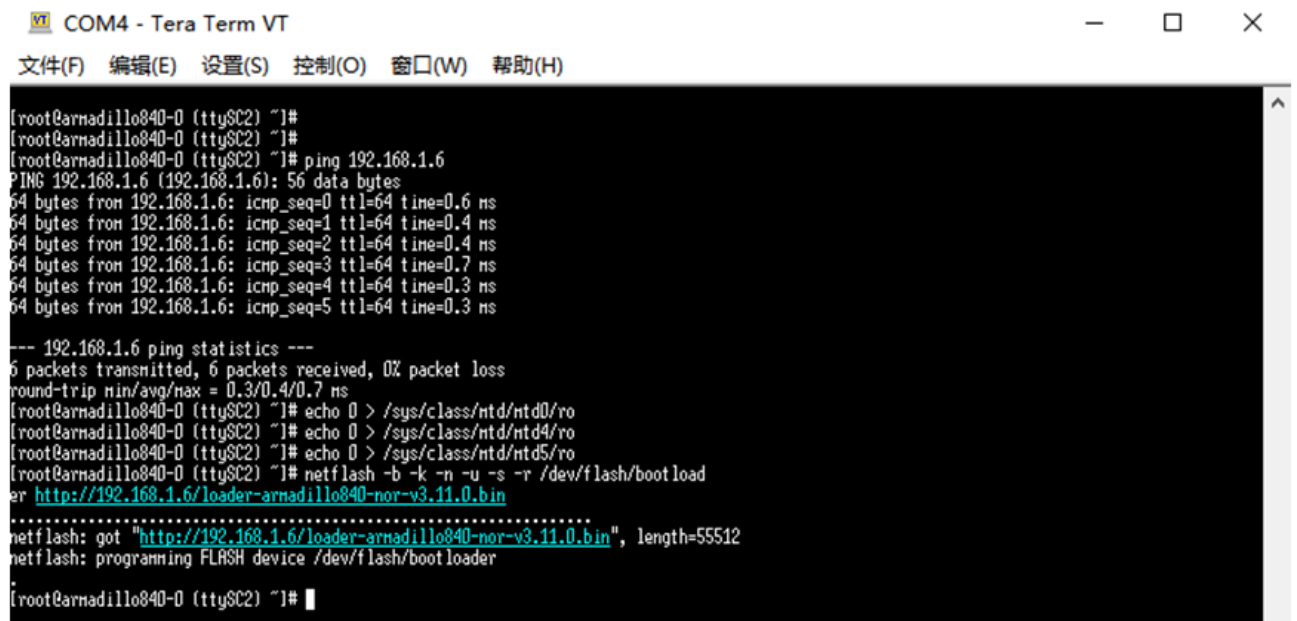 COM4 - Tera Term VT
文件(F) 编辑(E) 设置(S) 控制(O) 窗口(W) 帮助(H)
[root@armadillo840-0 (ttySC2) ~]#
[root@armadillo840-0 (ttySC2) ~]#
[root@armadillo840-0 (ttySC2) ~]# ping 192.168.1.6
PING 192.168.1.6 (192.168.1.6): 56 data bytes
64 bytes from 192.168.1.6: icmp_seq=0 ttl=64 time=0.6 ms
64 bytes from 192.168.1.6: icmp_seq=1 ttl=64 time=0.4 ms
64 bytes from 192.168.1.6: icmp_seq=2 ttl=64 time=0.4 ms
64 bytes from 192.168.1.6: icmp_seq=3 ttl=64 time=0.7 ms
64 bytes from 192.168.1.6: icmp_seq=4 ttl=64 time=0.3 ms
64 bytes from 192.168.1.6: icmp_seq=5 ttl=64 time=0.3 ms
--- 192.168.1.6 ping statistics ---
6 packets transmitted, 6 packets received, 0% packet loss
round-trip min/avg/max = 0.3/0.4/0.7 ms
[root@armadillo840-0 (ttySC2) ~]# echo 0 > /sys/class/mtd/mtd0/ro
[root@armadillo840-0 (ttySC2) ~]# echo 0 > /sys/class/mtd/mtd4/ro
[root@armadillo840-0 (ttySC2) ~]# echo 0 > /sys/class/mtd/mtd5/ro
[root@armadillo840-0 (ttySC2) ~]# netflash -b -k -n -u -s -r /dev/flash/bootload
er http://192.168.1.6/loader-armadillo840-nor-v3.11.0.bin
..................................................................
netflash: got "http://192.168.1.6/loader-armadillo840-nor-v3.11.0.bin", length=55512
netflash: programming FLASH device /dev/flash/bootloader
.
[root@armadillo840-0 (ttySC2) ~]#